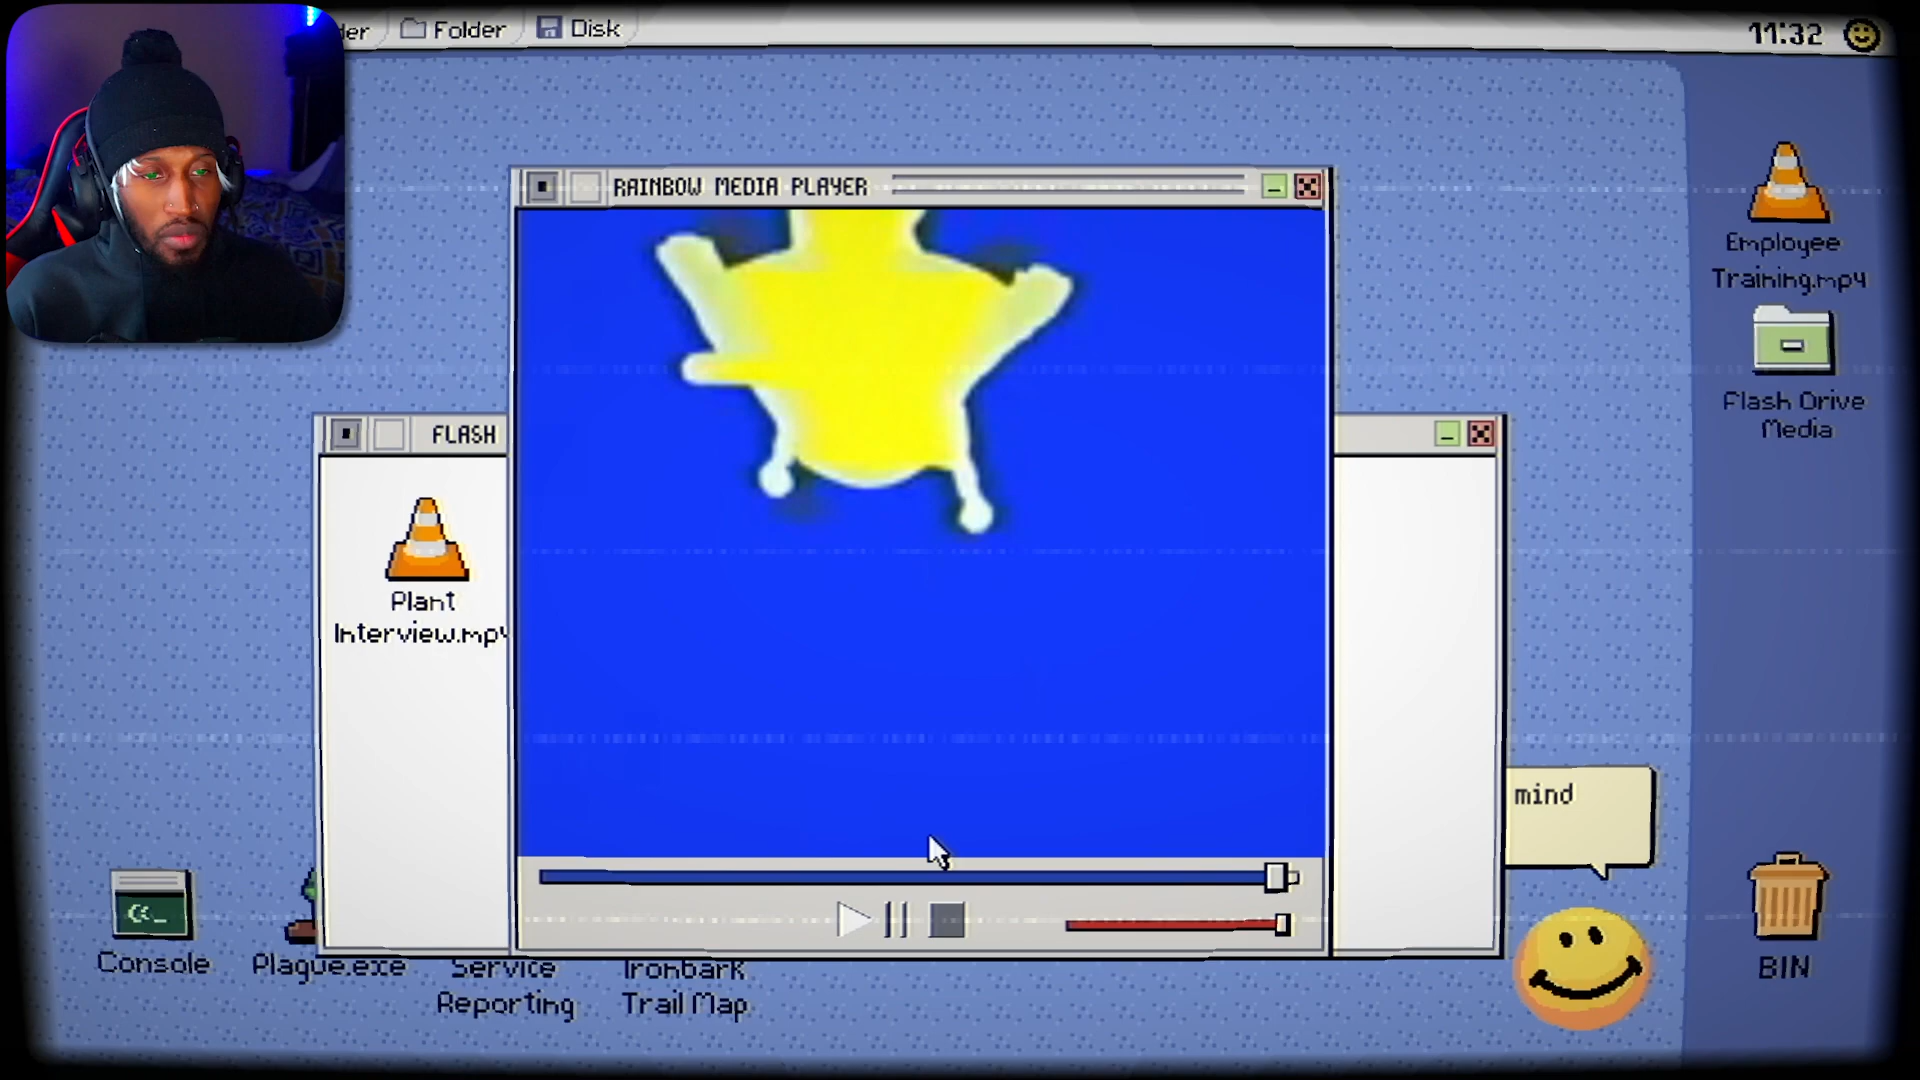 der
Folder
Disk
11:32
RAINBOW MEDIA PLAYER
Employee
Training.mp4
Flash Drive
Media
FLASH
Plant
Interview.mp4
mind
Console
Plague.exe
Service
Reporting
Ironbark
Trail Map
BIN